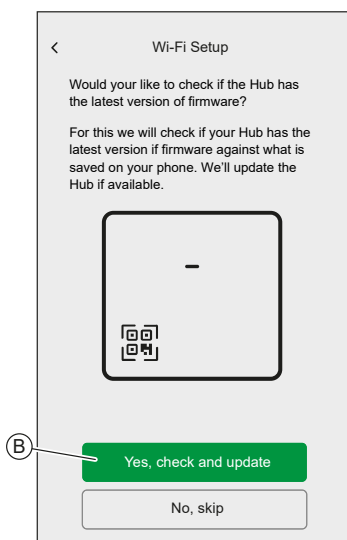 Wi-Fi Setup
Would your like to check if the Hub has
the latest version of firmware?
For this we will check if your Hub has the
latest version if firmware against what is
saved on your phone. We'll update the
Hub if available.
B
Yes, check and update
No, skip